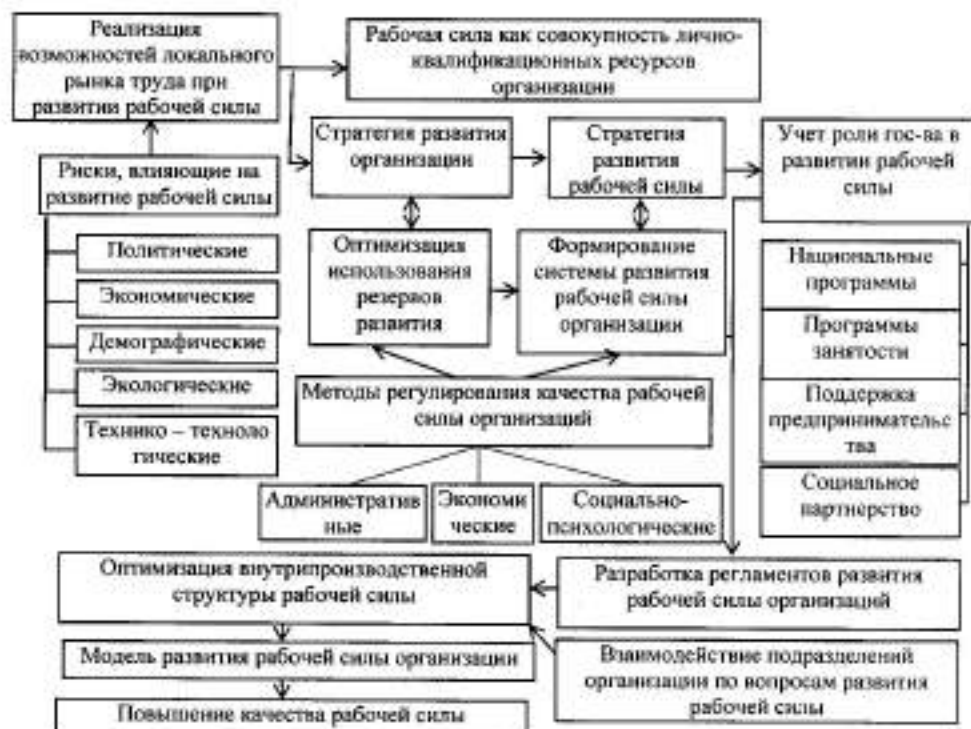 Реализация
возможностей локального
рынка труда при
развитии рабочей силы
Рабочая сила как совокупность лично-
квалификационных ресурсов
организации
Риски, влияющие на
развитие рабочей силы
Стратегия развития
организации
Стратегия
развития
рабочей силы
Учет роли гос-ва в
развитии рабочей
силы
Политические
Экономические
Демографические
Экологические
Технико – техноло
гические
Оптимизация
использования
резервов
развития
Формирование
системы развития
рабочей силы
организации
Национальные
программы
Программы
занятости
Поддержка
предпринимательс
тва
Социальное
партнерство
Методы регулирования качества рабочей
силы организаций
Административ
ные
Экономи
ческие
Социально-
психологические
Оптимизация внутрипроизводственной
структуры рабочей силы
Разработка регламентов развития
рабочей силы организаций
Модель развития рабочей силы организации
Взаимодействие подразделений
организации по вопросам развития
рабочей силы
Повышение качества рабочей силы